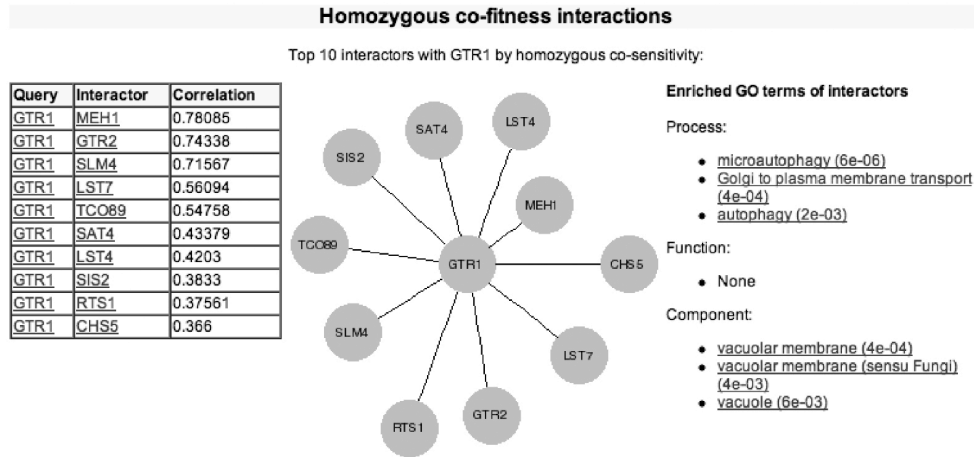 Homozygous co-fitness interactions
Top 10 interactors with GTR1 by homozygous co-sensitivity:
Query Interactor Correlation
GTR1 MEH1 0.78085
GTR1 GTR2 0.74338
GTR1 SLM4 0.71567
GTR1 LST7 0.56094
GTR1 TCO89 0.54758
GTR1 SAT4 0.43379
GTR1 LST4 0.4203
GTR1 SIS2 0.3833
GTR1 RTS1 0.37561
GTR1 CHS5 0.366
LST4
SAT4
SIS2
MEH1
TCO89
GTR1
CHS5
SLM4
LST7
GTR2
RTS1
Enriched GO terms of interactors
Process:
• microautophagy (6e-06)
• Golgi to plasma membrane transport
(4e-04)
• autophagy (2e-03)
Function:
• None
Component:
• vacuolar membrane (4e-04)
• vacuolar membrane (sensu Fungi)
(4e-03)
• vacuole (6e-03)